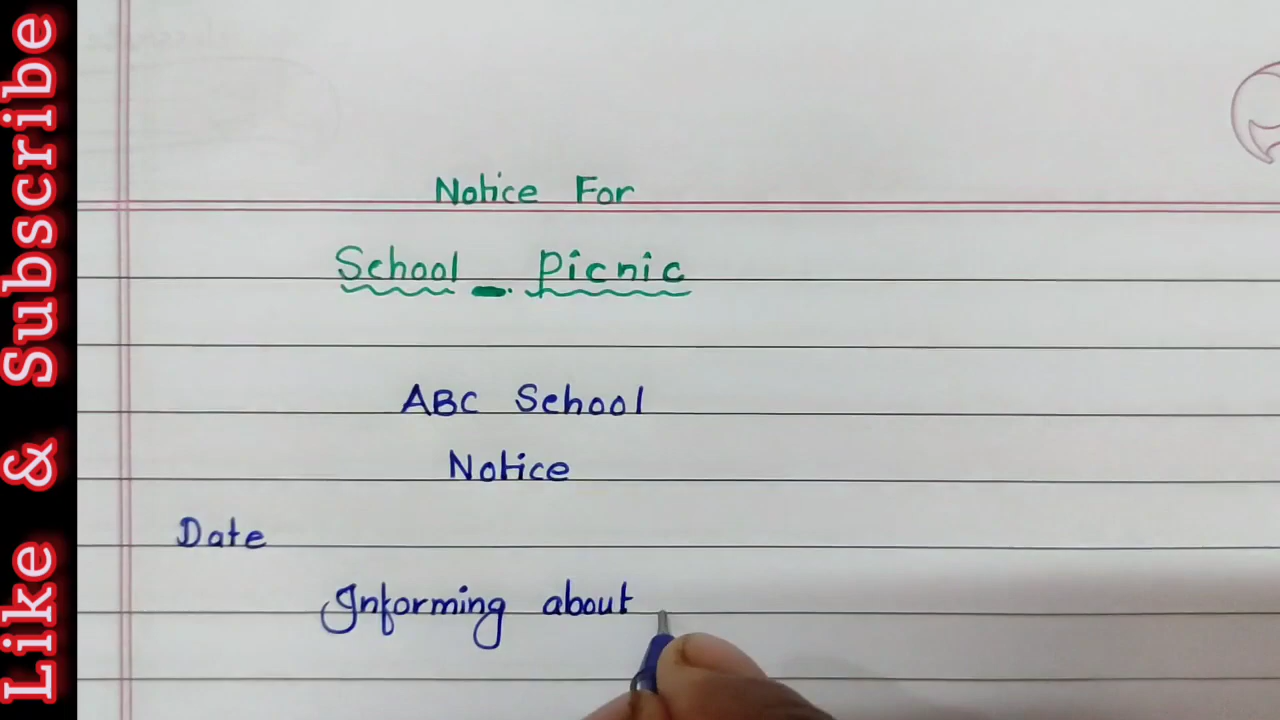 Like & Subscribe
Notice For
School - Picnic
ABC School
Notice
Date
Informing about